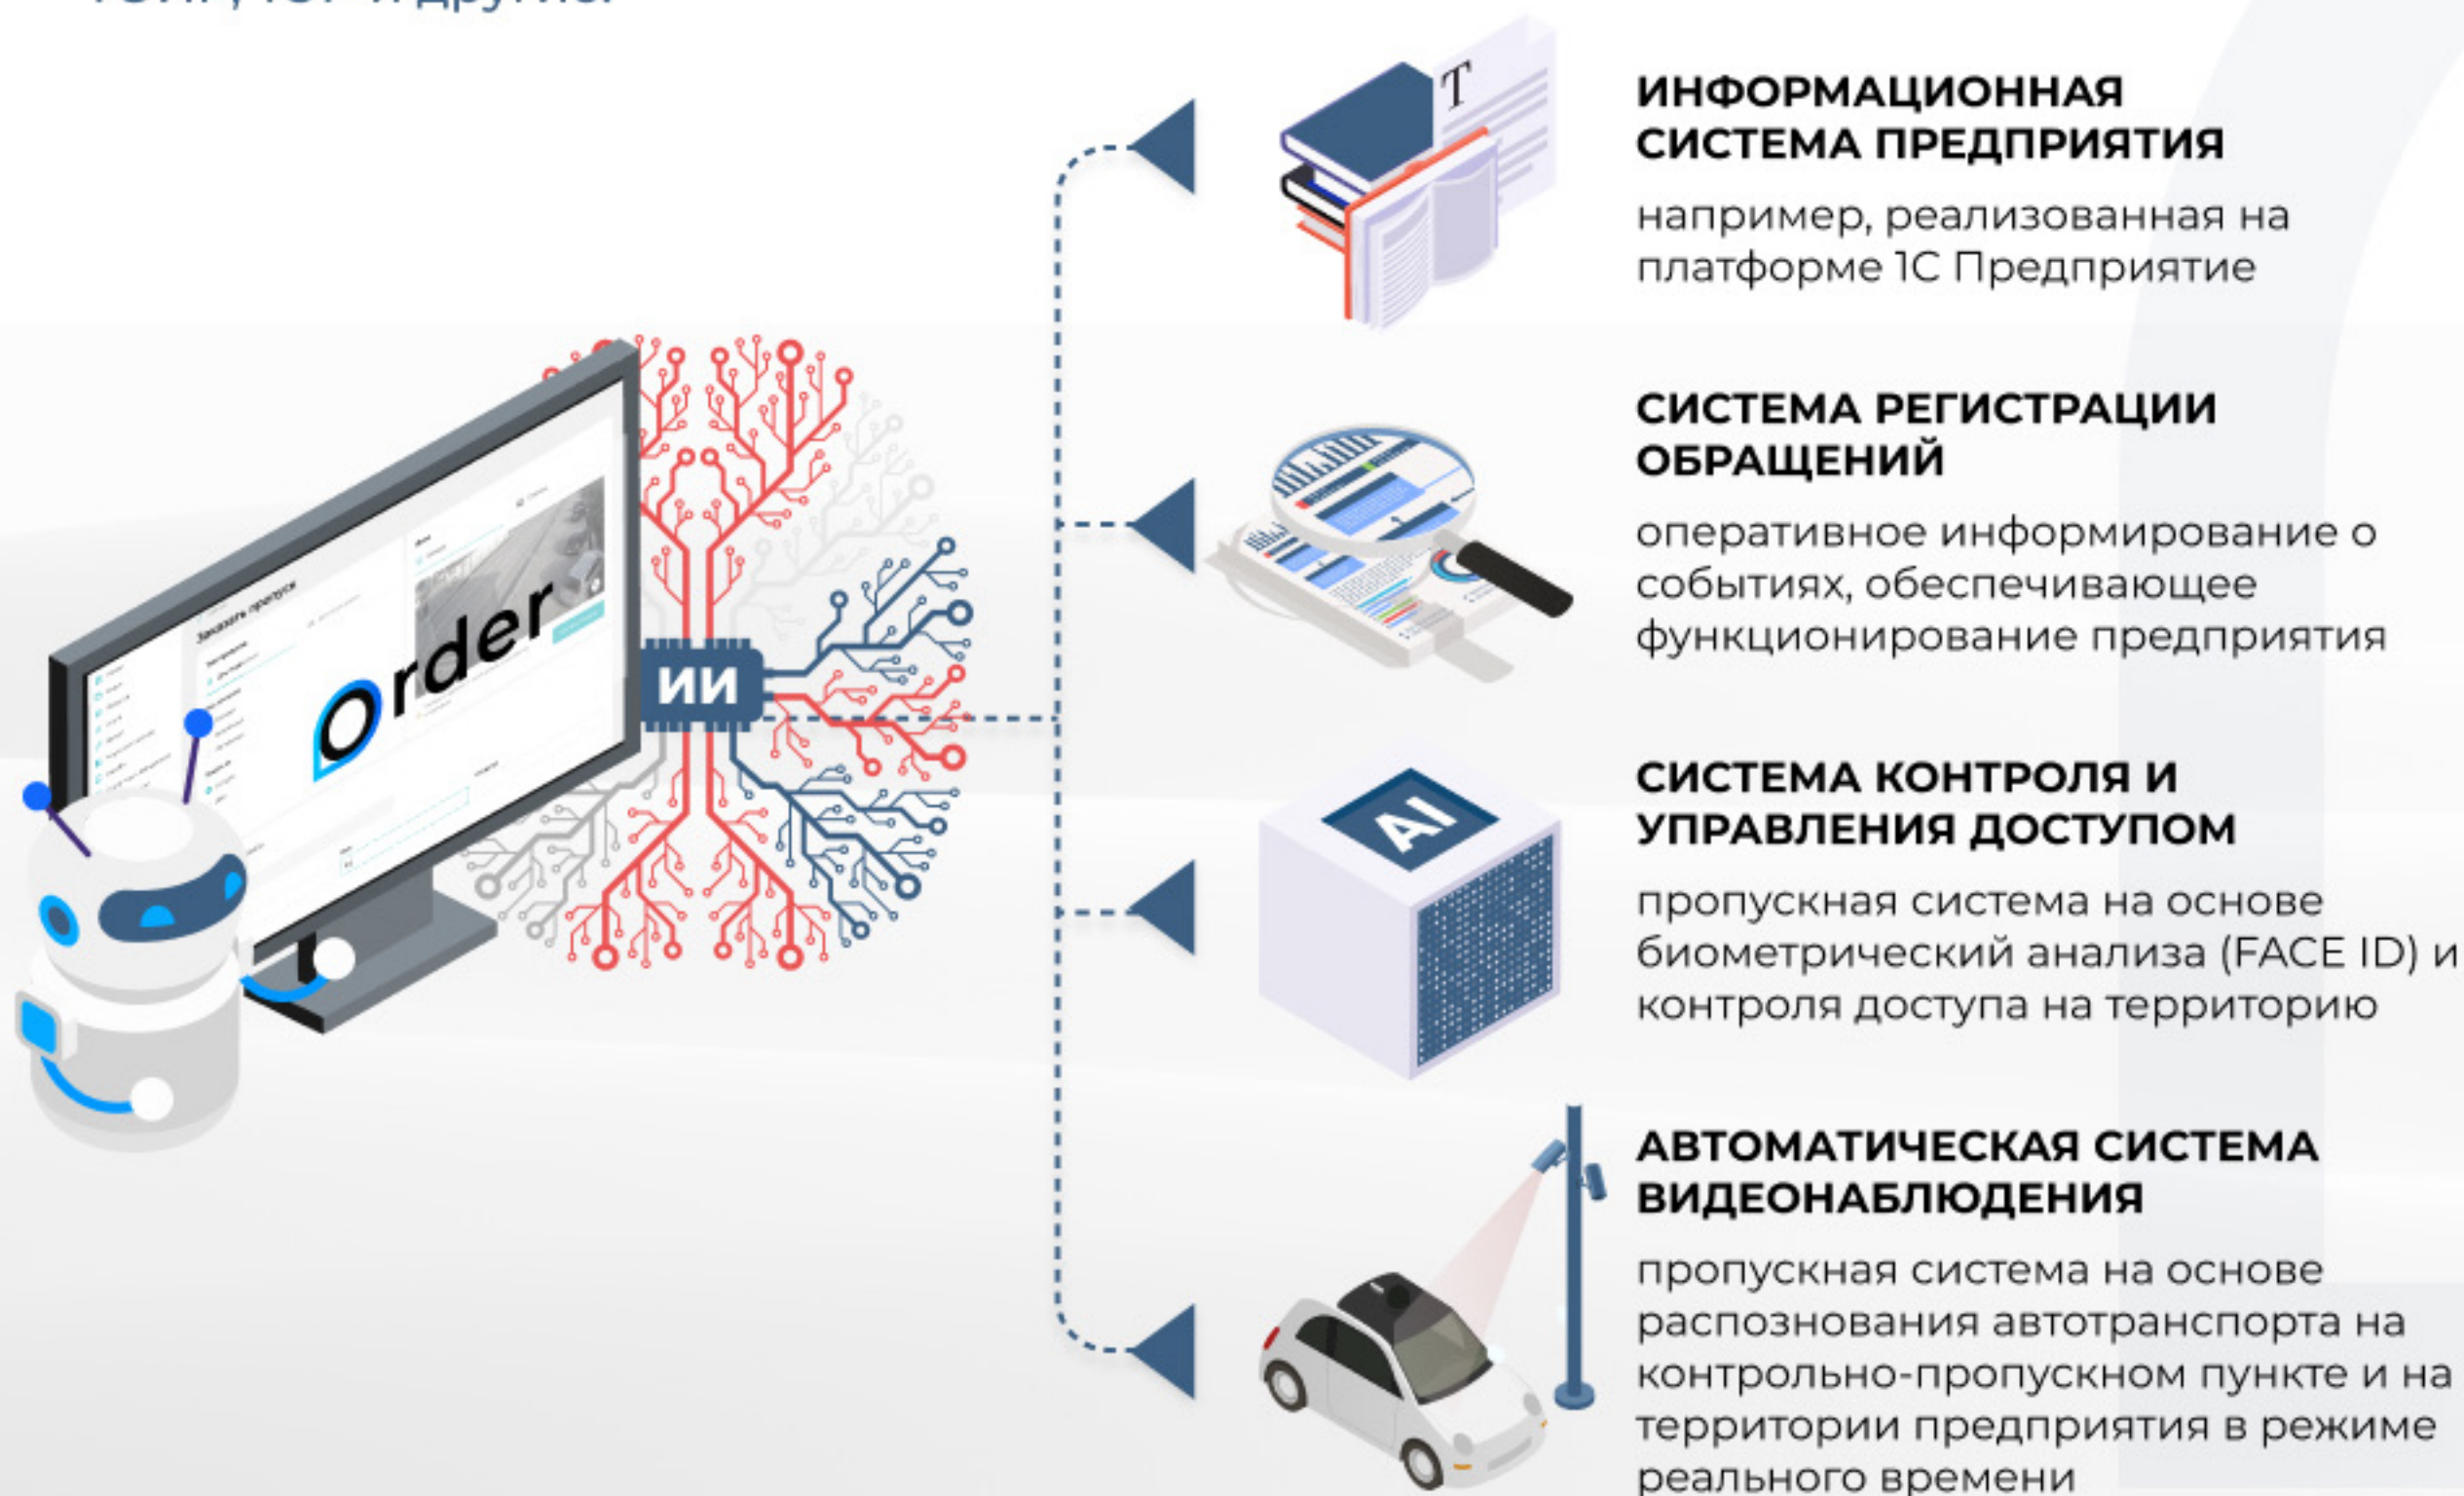 и другие.
ИНФОРМАЦИОННАЯ
СИСТЕМА ПРЕДПРИЯТИЯ
например, реализованная на
платформе 1С Предприятие
T
СИСТЕМА РЕГИСТРАЦИИ
ОБРАЩЕНИЙ
оперативное информирование о
событиях, обеспечивающее
функционирование предприятия
Заказать пропуск
Order
ИИ
СИСТЕМА КОНТРОЛЯ И
УПРАВЛЕНИЯ ДОСТУПОМ
пропускная система на основе
биометрический анализа (FACE ID) и
контроля доступа на территорию
AI
АВТОМАТИЧЕСКАЯ СИСТЕМА
ВИДЕОНАБЛЮДЕНИЯ
пропускная система на основе
распознования автотранспорта на
контрольно-пропускном пункте и на
территории предприятия в режиме
реального времени